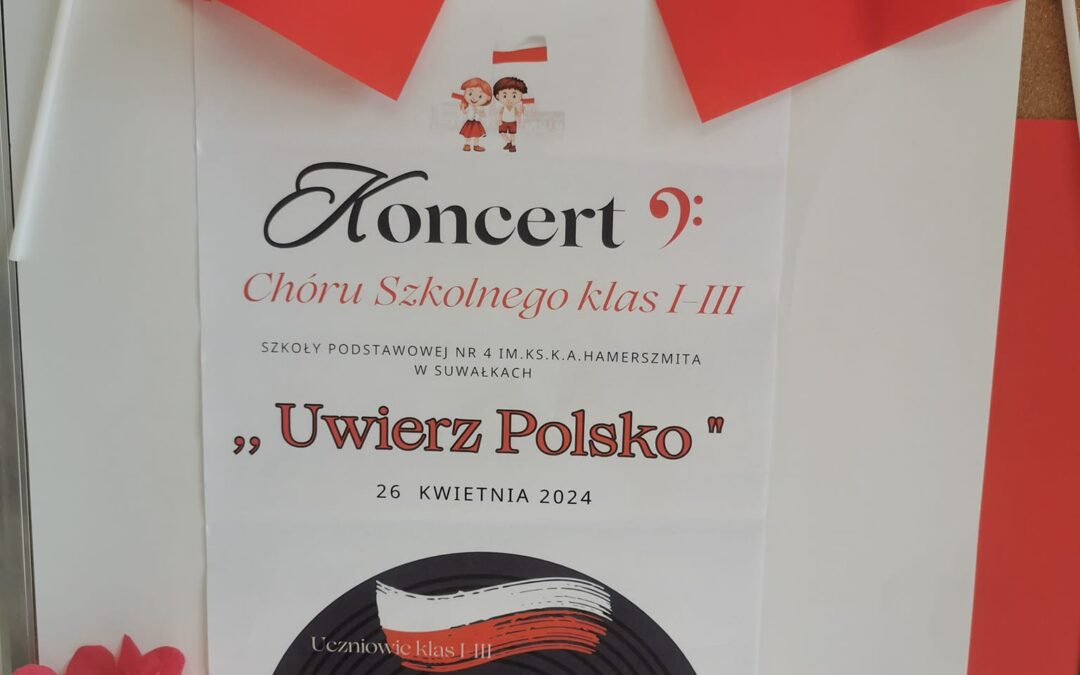 Koncert
Chóru Szkolnego klas I-III
SZKOŁY PODSTAWOWEJ NR 4 IM.KS.K.A.HAMERSZMITA
W SUWAŁKACH
,, Uwierz Polsko "
26 KWIETNIA 2024
Uczniowie klas I-III